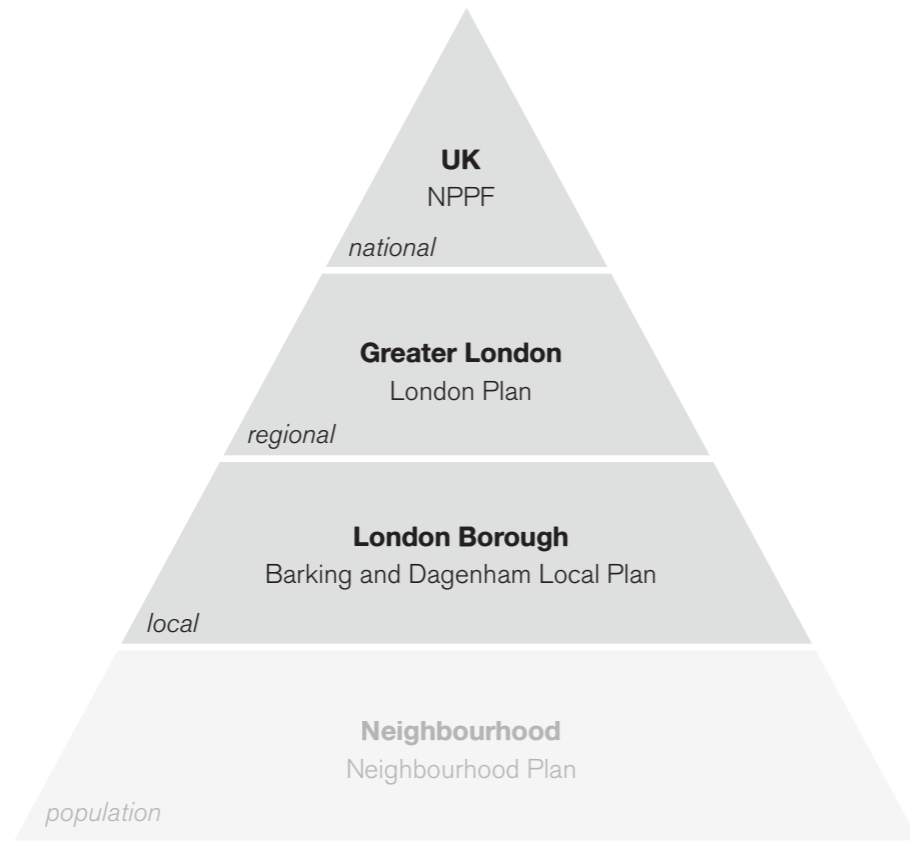 UK
NPPF
national
Greater London
London Plan
regional
London Borough
Barking and Dagenham Local Plan
local
Neighbourhood
Neighbourhood Plan
population